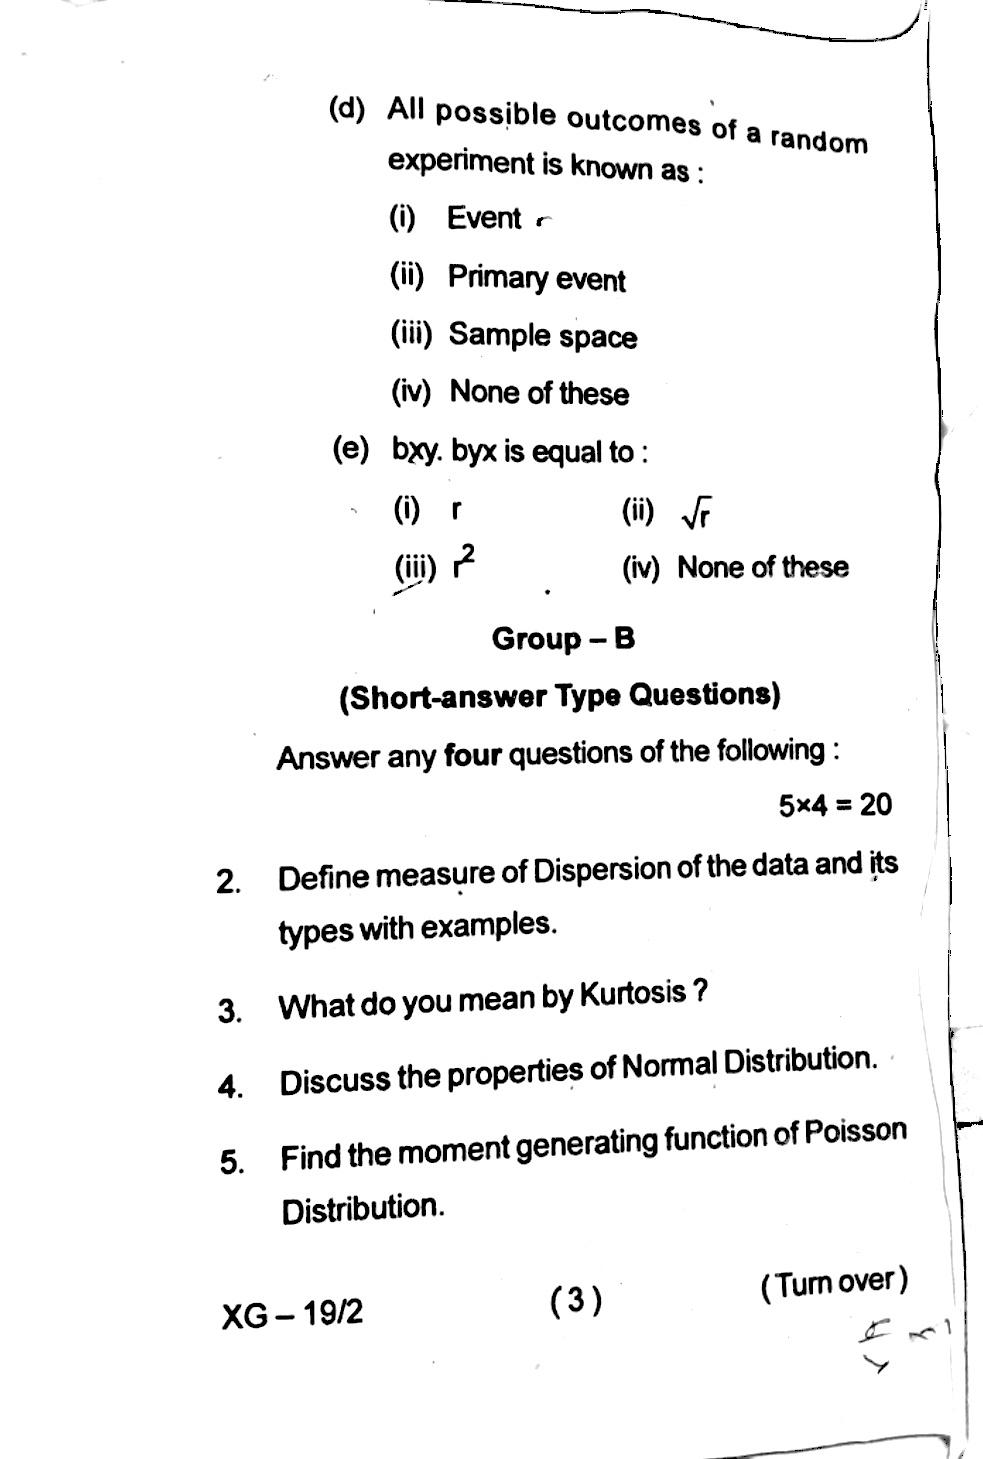 (d) All possible outcomes of a random
experiment is known as :
(i) Event
(ii) Primary event
(iii) Sample space
(iv) None of these
(e) bxy. byx is equal to :
(i) r (ii) √r
(iii) r² (iv) None of these
Group – B
(Short-answer Type Questions)
Answer any four questions of the following :
5×4 = 20
2. Define measure of Dispersion of the data and its
types with examples.
3. What do you mean by Kurtosis ?
4. Discuss the properties of Normal Distribution.
5. Find the moment generating function of Poisson
Distribution.
XG – 19/2 (3) (Turn over)